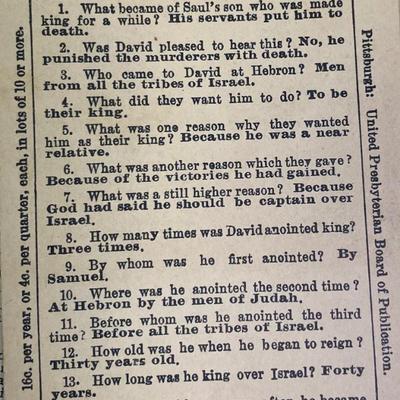 1. What became of Saul's son who was made
king for a while? His servants put him to
death.
2. Was David pleased to hear this? No, he
punished the murderers with death.
3. Who came to David at Hebron? Men
from all the tribes of Israel.
4. What did they want him to do? To be
their king.
5. What was one reason why they wanted
him as their king? Because he was a near
relative.
6. What was another reason which they gave?
Because of the victories he had gained.
7. What was a still higher reason? Because
God had said he should be captain over
Israel.
8. How many times was David anointed king?
Three times.
9. By whom was he first anointed? By
Samuel.
10. Where was he anointed the second time?
At Hebron by the men of Judah.
11. Before whom was he anointed the third
time? Before all the tribes of Israel.
12. How old was he when he began to reign?
Thirty years old.
13. How long was he king over Israel? Forty
years.
16c. per year, or 4c. per quarter, each, in lots of 10 or more.
Pittsburgh: United Presbyterian Board of Publication.